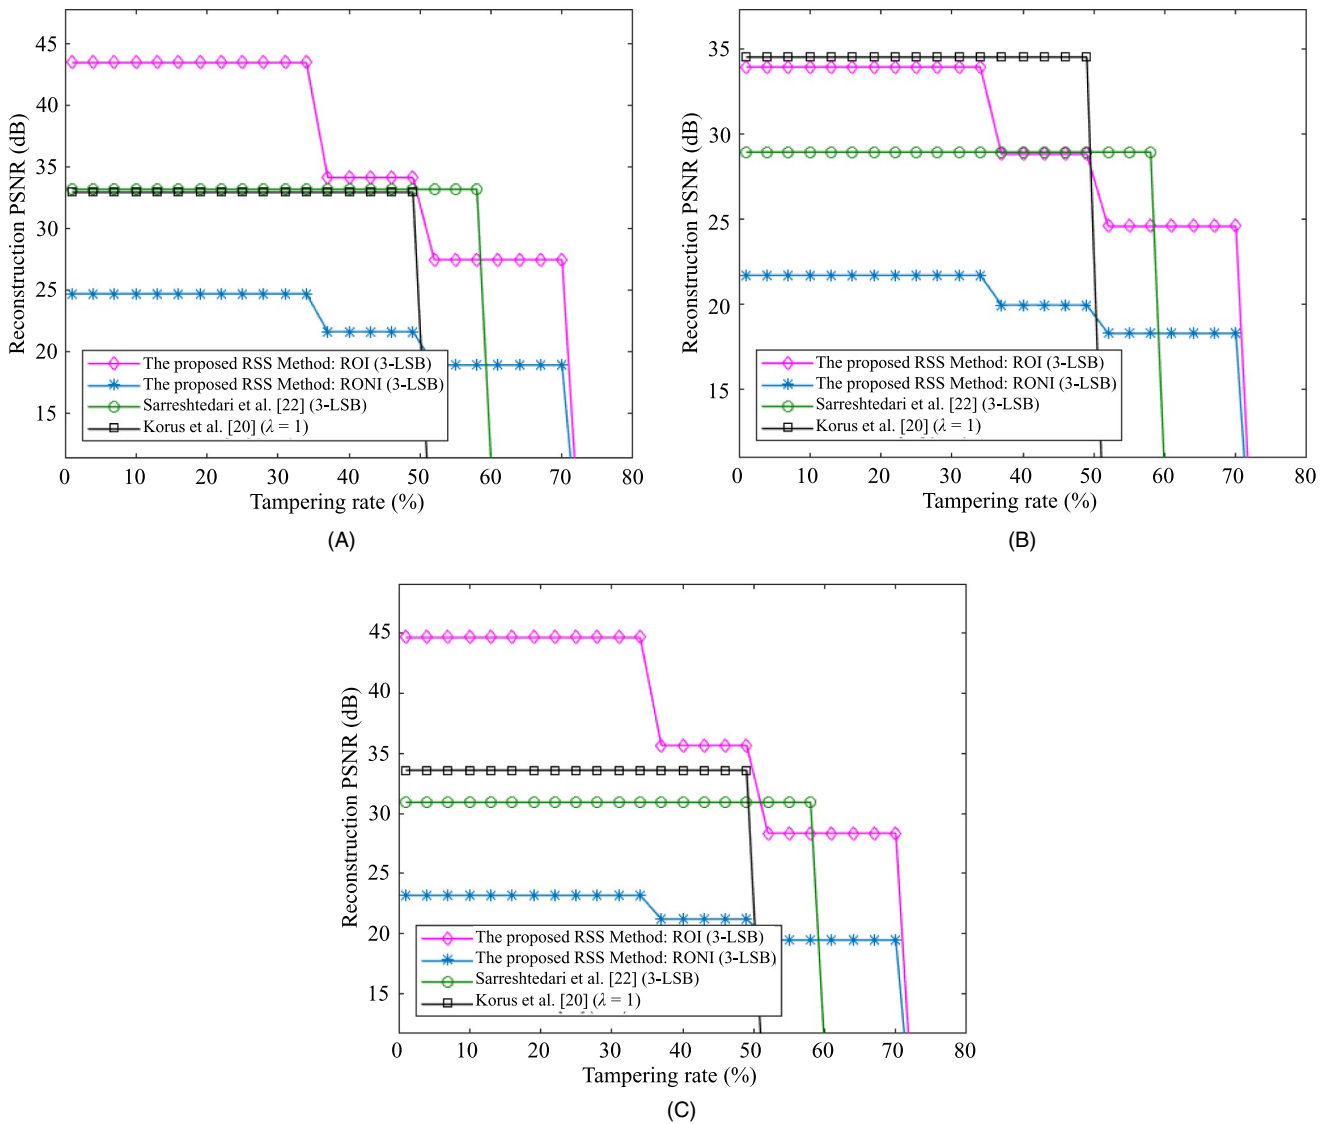 45
40
35
30
25
20
15
Reconstruction PSNR (dB)
The proposed RSS Method: ROI (3-LSB)
The proposed RSS Method: RONI (3-LSB)
Sarreshtedari et al. [22] (3-LSB)
Korus et al. [20] (λ = 1)
0 10 20 30 40 50 60 70 80
Tampering rate (%)
(A)
35
30
25
20
15
Reconstruction PSNR (dB)
The proposed RSS Method: ROI (3-LSB)
The proposed RSS Method: RONI (3-LSB)
Sarreshtedari et al. [22] (3-LSB)
Korus et al. [20] (λ = 1)
0 10 20 30 40 50 60 70 80
Tampering rate (%)
(B)
45
40
35
30
25
20
15
Reconstruction PSNR (dB)
The proposed RSS Method: ROI (3-LSB)
The proposed RSS Method: RONI (3-LSB)
Sarreshtedari et al. [22] (3-LSB)
Korus et al. [20] (λ = 1)
0 10 20 30 40 50 60 70 80
Tampering rate (%)
(C)